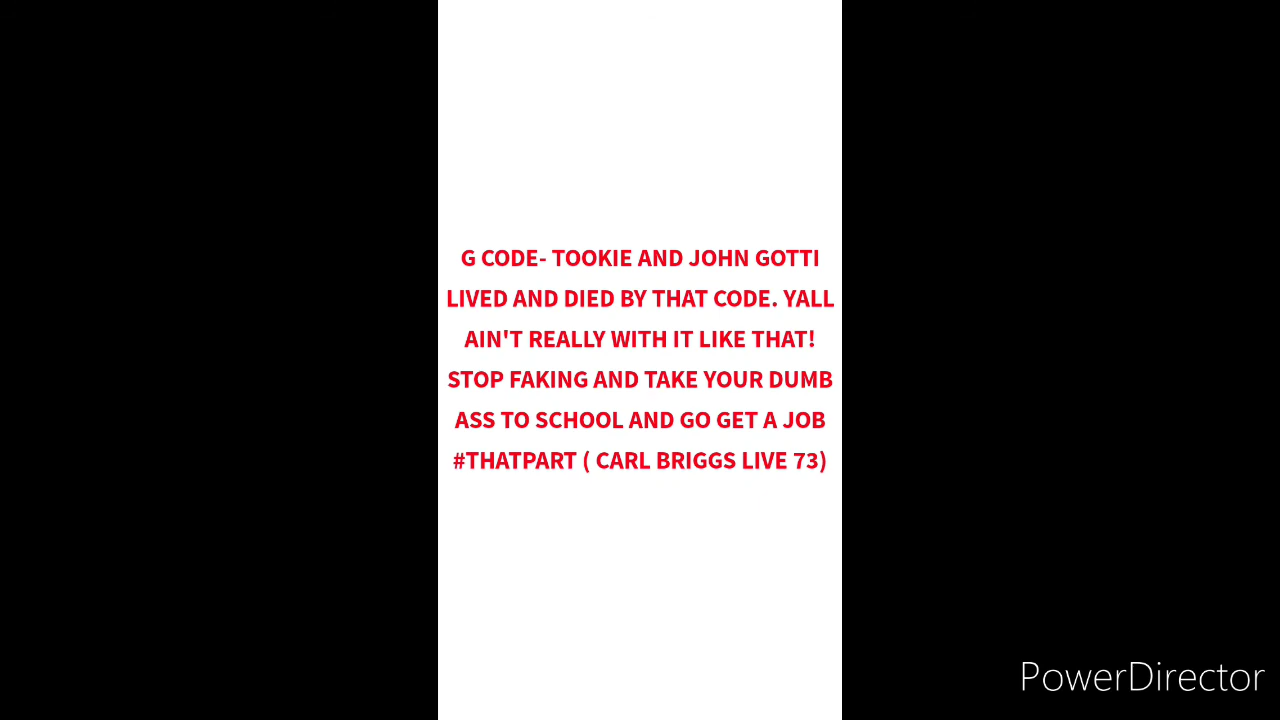 G CODE- TOOKIE AND JOHN GOTTI
LIVED AND DIED BY THAT CODE. YALL
AIN'T REALLY WITH IT LIKE THAT!
STOP FAKING AND TAKE YOUR DUMB
ASS TO SCHOOL AND GO GET A JOB
#THATPART ( CARL BRIGGS LIVE 73)
PowerDirector